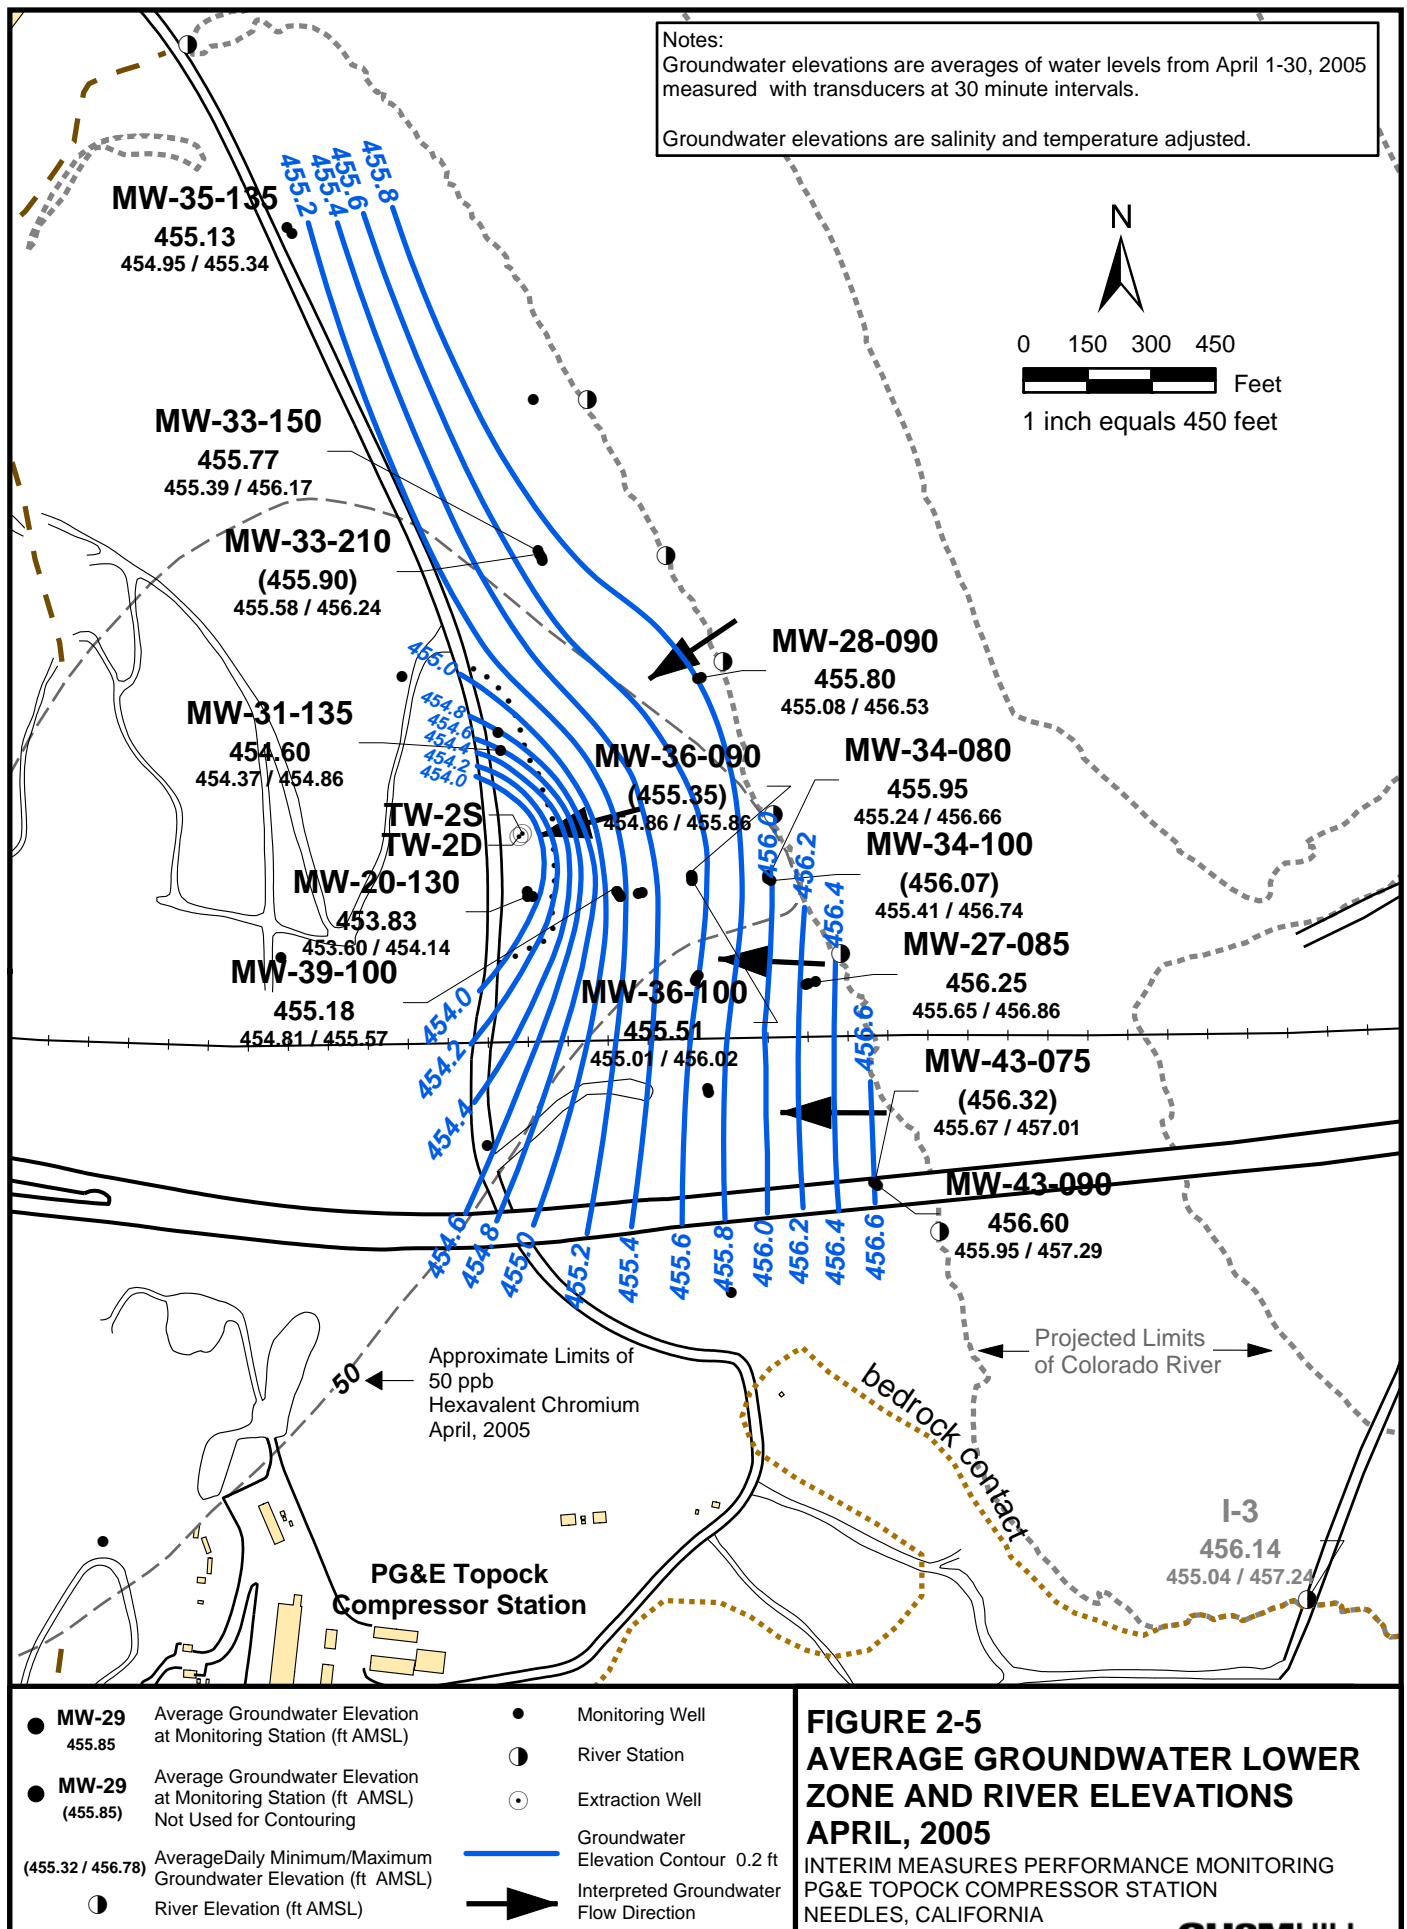 Notes:
Groundwater elevations are averages of water levels from April 1-30, 2005
measured with transducers at 30 minute intervals.
Groundwater elevations are salinity and temperature adjusted.
455.2
455.4
455.6
455.8
MW-35-135
455.13
454.95 / 455.34
N
0 150 300 450
Feet
1 inch equals 450 feet
MW-33-150
455.77
455.39 / 456.17
MW-33-210
(455.90)
455.58 / 456.24
455.0
454.8
454.6
454.4
454.2
454.0
MW-28-090
455.80
455.08 / 456.53
MW-31-135
454.60
454.37 / 454.86
MW-36-090
(455.35)
454.86 / 455.86
MW-34-080
455.95
455.24 / 456.66
TW-2S
TW-2D
456.0
456.2
456.4
MW-34-100
(456.07)
455.41 / 456.74
MW-20-130
453.83
453.60 / 454.14
MW-27-085
456.25
455.65 / 456.86
MW-39-100
455.18
454.81 / 455.57
MW-36-100
455.51
455.01 / 456.02
454.0
454.2
454.4
456.6
MW-43-075
(456.32)
455.67 / 457.01
MW-43-090
456.60
455.95 / 457.29
454.6
454.8
455.0
455.2
455.4
455.6
455.8
456.0
456.2
456.4
456.6
50
Approximate Limits of
50 ppb
Hexavalent Chromium
April, 2005
Projected Limits
of Colorado River
bedrock contact
I-3
456.14
455.04 / 457.24
PG&E Topock
Compressor Station
MW-29
455.85
Average Groundwater Elevation
at Monitoring Station (ft AMSL)
MW-29
(455.85)
Average Groundwater Elevation
at Monitoring Station (ft AMSL)
Not Used for Contouring
(455.32 / 456.78)
AverageDaily Minimum/Maximum
Groundwater Elevation (ft AMSL)
River Elevation (ft AMSL)
Monitoring Well
River Station
Extraction Well
Groundwater
Elevation Contour 0.2 ft
Interpreted Groundwater
Flow Direction
FIGURE 2-5
AVERAGE GROUNDWATER LOWER
ZONE AND RIVER ELEVATIONS
APRIL, 2005
INTERIM MEASURES PERFORMANCE MONITORING
PG&E TOPOCK COMPRESSOR STATION
NEEDLES, CALIFORNIA